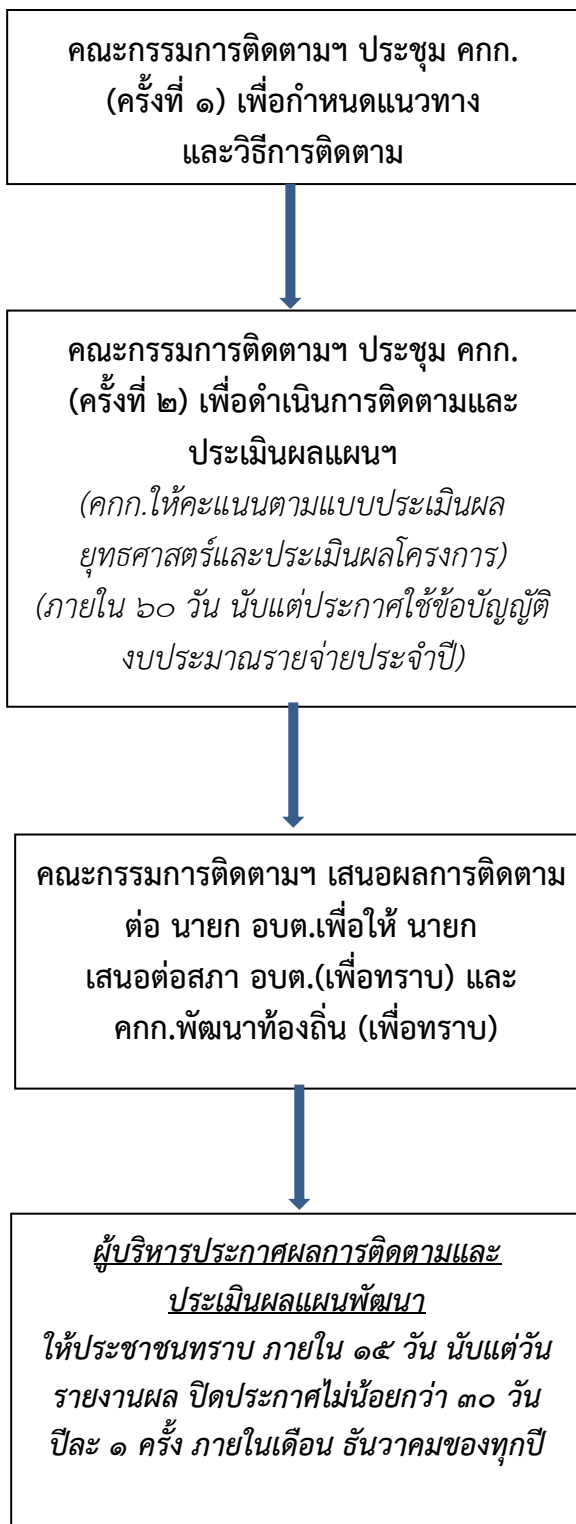 คณะกรรมการติดตามฯ ประชุม คกก.
(ครั้งที่ ๑) เพื่อกำหนดแนวทาง
และวิธีการติดตาม
คณะกรรมการติดตามฯ ประชุม คกก.
(ครั้งที่ ๒) เพื่อดำเนินการติดตามและ
ประเมินผลแผนฯ
(คกก.ให้คะแนนตามแบบประเมินผล
ยุทธศาสตร์และประเมินผลโครงการ)
(ภายใน ๖๐ วัน นับแต่ประกาศใช้ข้อบัญญัติ
งบประมาณรายจ่ายประจำปี)
คณะกรรมการติดตามฯ เสนอผลการติดตาม
ต่อ นายก อบต.เพื่อให้ นายก
เสนอต่อสภา อบต.(เพื่อทราบ) และ
คกก.พัฒนาท้องถิ่น (เพื่อทราบ)
ผู้บริหารประกาศผลการติดตามและ
ประเมินผลแผนพัฒนา
ให้ประชาชนทราบ ภายใน ๑๕ วัน นับแต่วัน
รายงานผล ปิดประกาศไม่น้อยกว่า ๓๐ วัน
ปีละ ๑ ครั้ง ภายในเดือน ธันวาคมของทุกปี